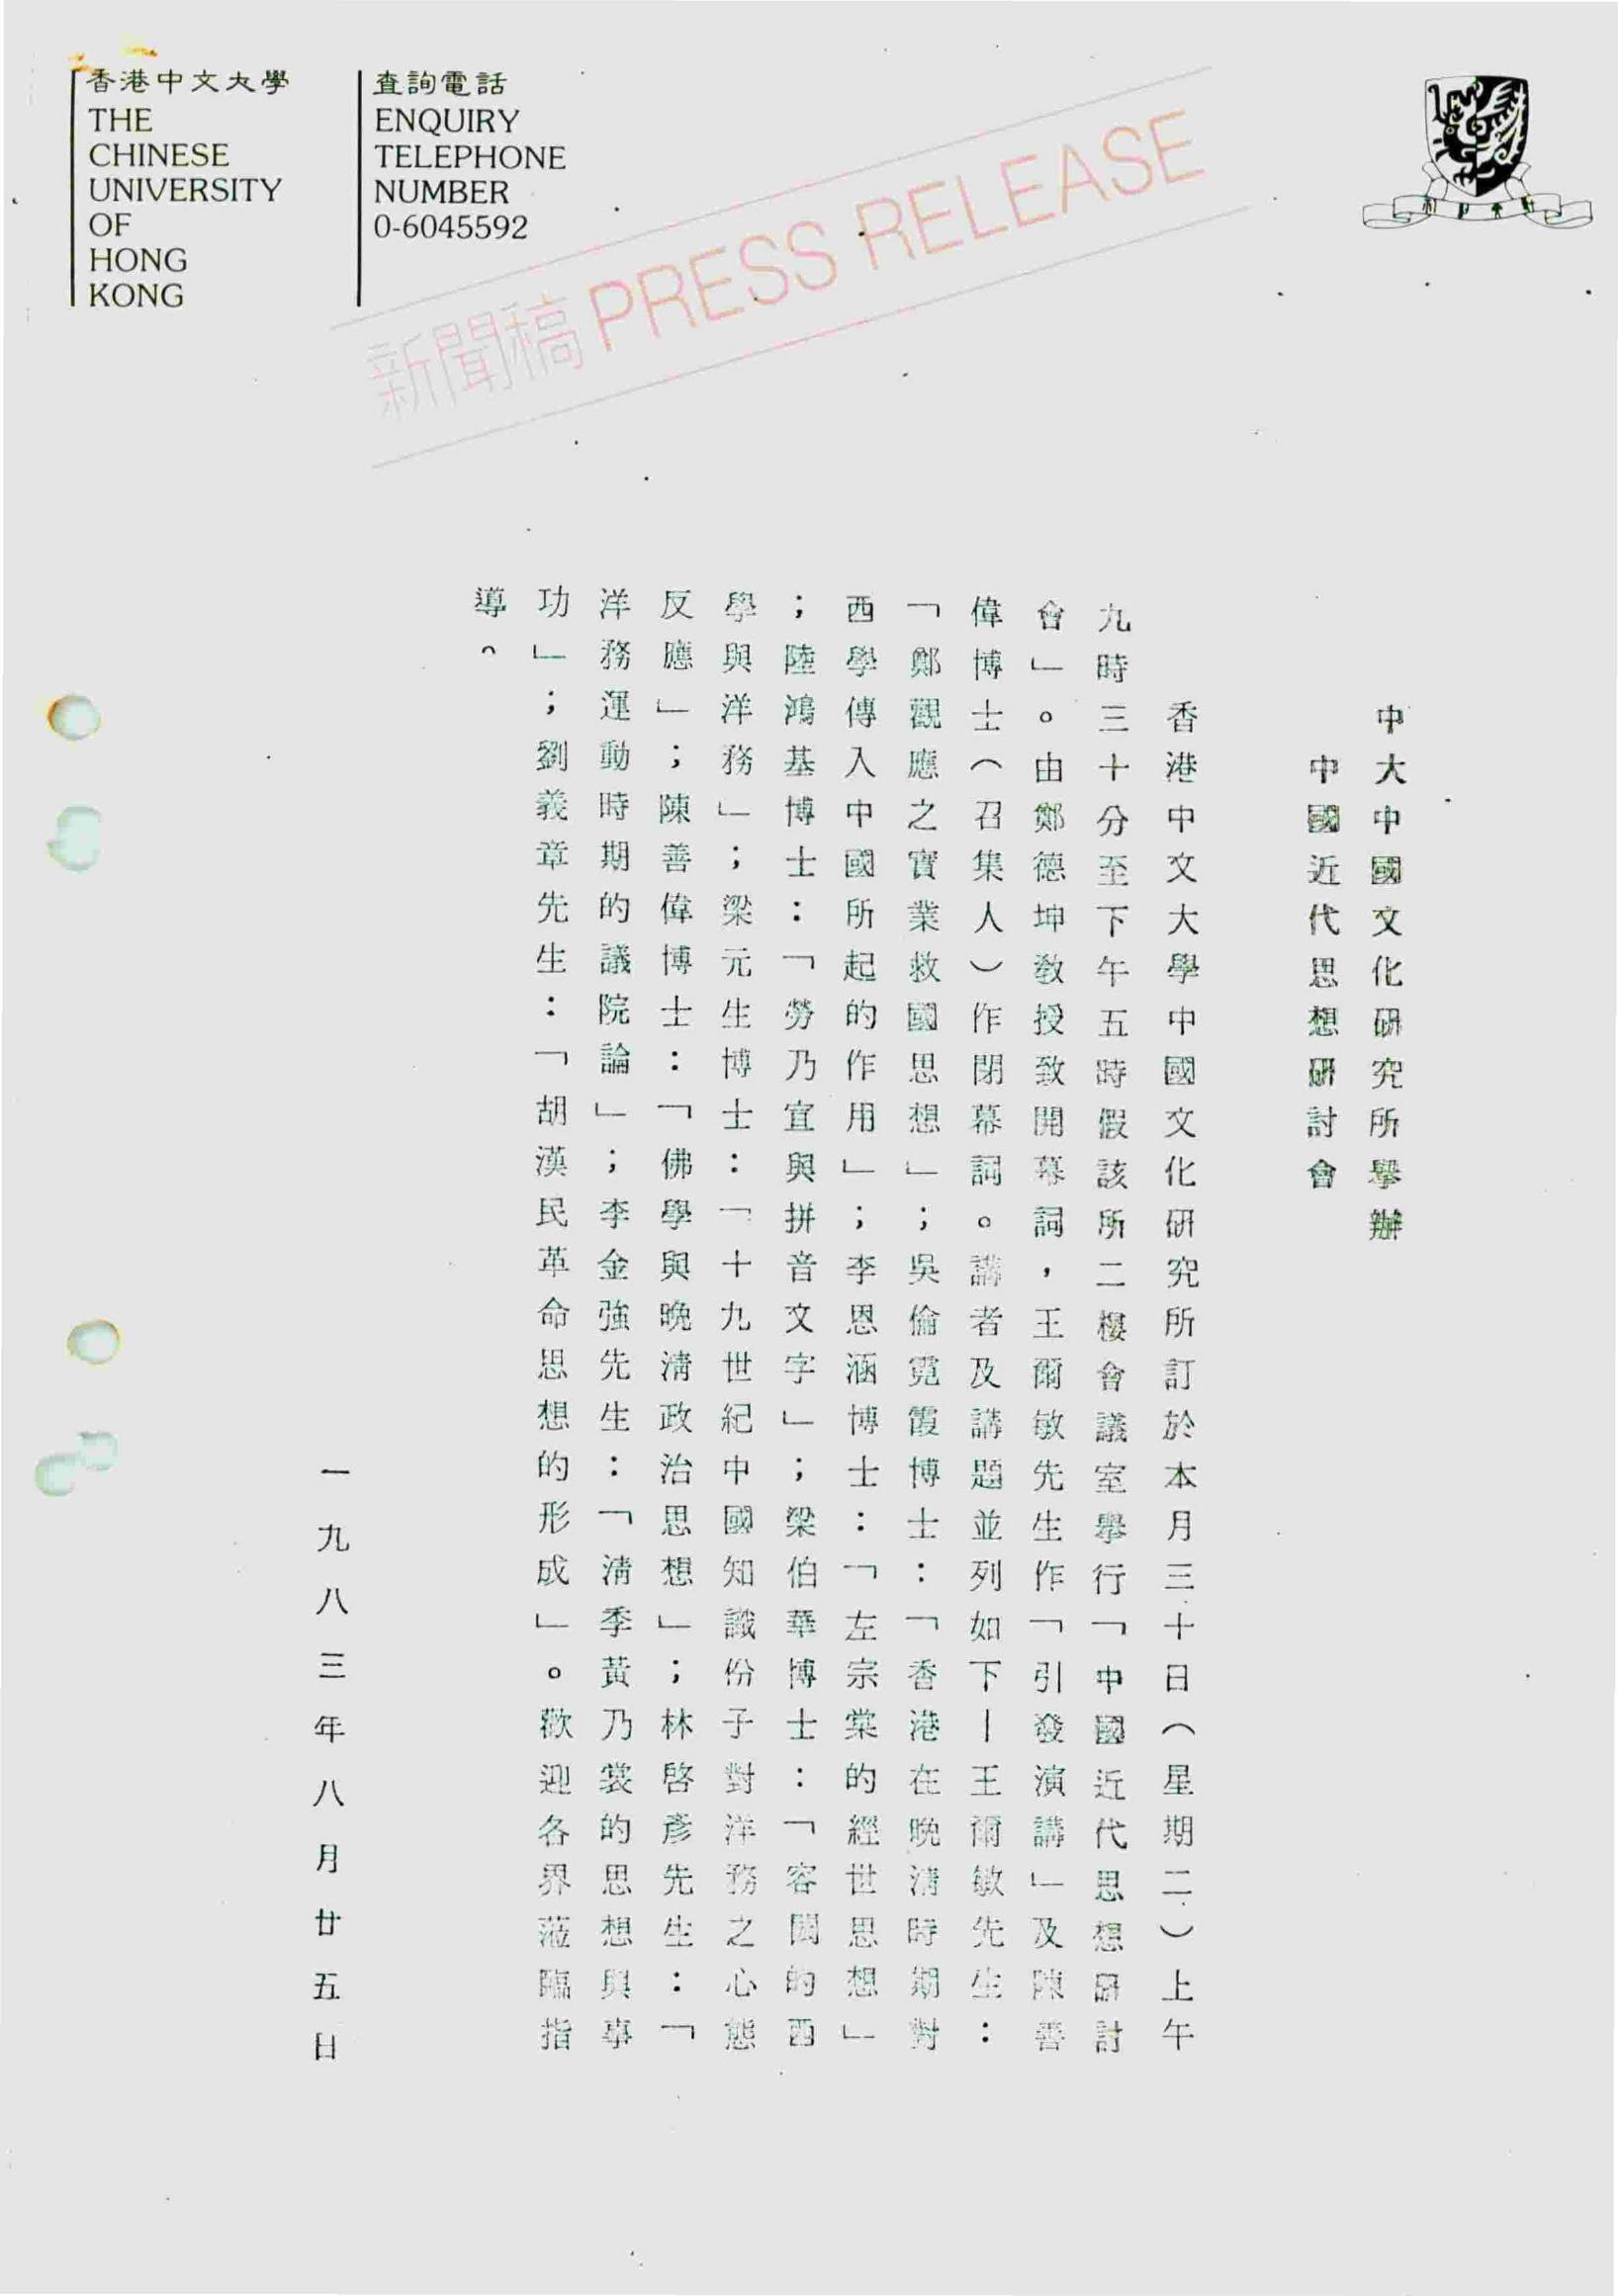 香港中文大學
THE
CHINESE
UNIVERSITY
OF
HONG
KONG
查詢電話
ENQUIRY
TELEPHONE
NUMBER
0-6045592
新聞稿 PRESS RELEASE
中大中國文化研究所舉辦
中國近代思想研討會
香港中文大學中國文化研究所訂於本月三十日（星期二）上午
九時三十分至下午五時假該所二樓會議室舉行「中國近代思想研討
會」。由鄭德坤教授致開幕詞，王爾敏先生作「引發演講」及陳善
偉博士（召集人）作閉幕詞。講者及講題並列如下－王爾敏先生：
「鄭觀應之實業救國思想」；吳倫霓霞博士：「香港在晚清時期對
西學傳入中國所起的作用」；李恩涵博士：「左宗棠的經世思想」
；陸鴻基博士：「勞乃宣與拼音文字」；梁伯華博士：「客閩的西
學與洋務」；梁元生博士：「十九世紀中國知識份子對洋務之心態
反應」；陳善偉博士：「佛學與晚清政治思想」；林啓彥先生：「
洋務運動時期的議院論」；李金強先生：「清季黃乃裳的思想與事
功」；劉義章先生：「胡漢民革命思想的形成」。歡迎各界蒞臨指
導。
一九八三年八月廿五日